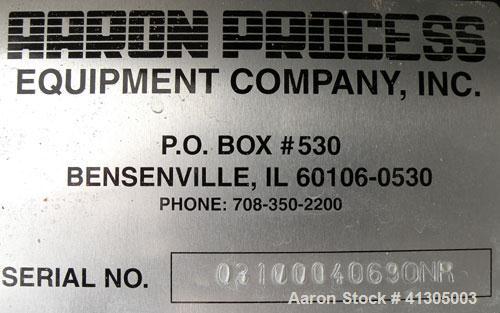 AARON PROCESS
EQUIPMENT COMPANY, INC.
P.O. BOX #530
BENSENVILLE, IL 60106-0530
PHONE: 708-350-2200
SERIAL NO. 03100040690NR
Aaron Stock # 41305003